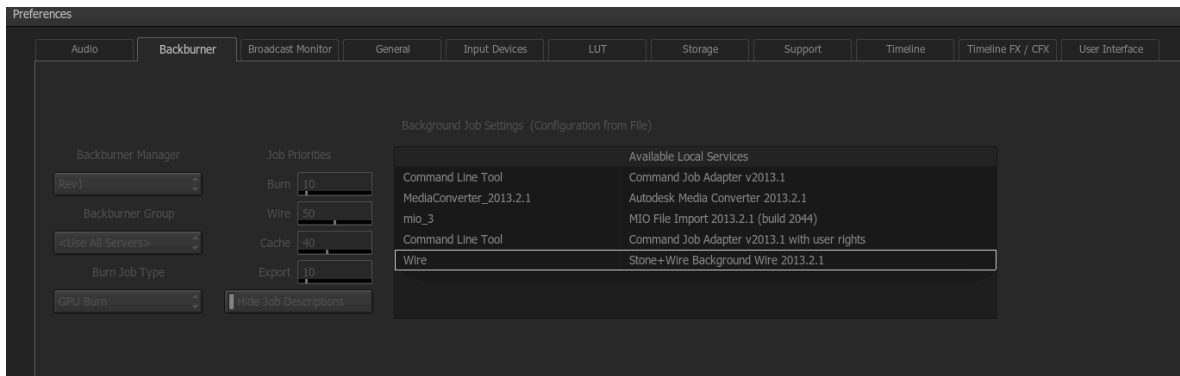 Preferences
Audio Backburner Broadcast Monitor General Input Devices LUT Storage Support Timeline Timeline FX / CFX User Interface
Background Job Settings (Configuration from File)
Backburner Manager Job Priorities Available Local Services
Rev1 Burn 10 Command Line Tool Command Job Adapter v2013.1
MediaConverter_2013.2.1 Autodesk Media Converter 2013.2.1
Backburner Group Wire 50 mio_3 MIO File Import 2013.2.1 (build 2044)
<Use All Servers> Cache 40 Command Line Tool Command Job Adapter v2013.1 with user rights
Wire Stone+Wire Background Wire 2013.2.1
Burn Job Type Export 10
GPU Burn Hide Job Descriptions